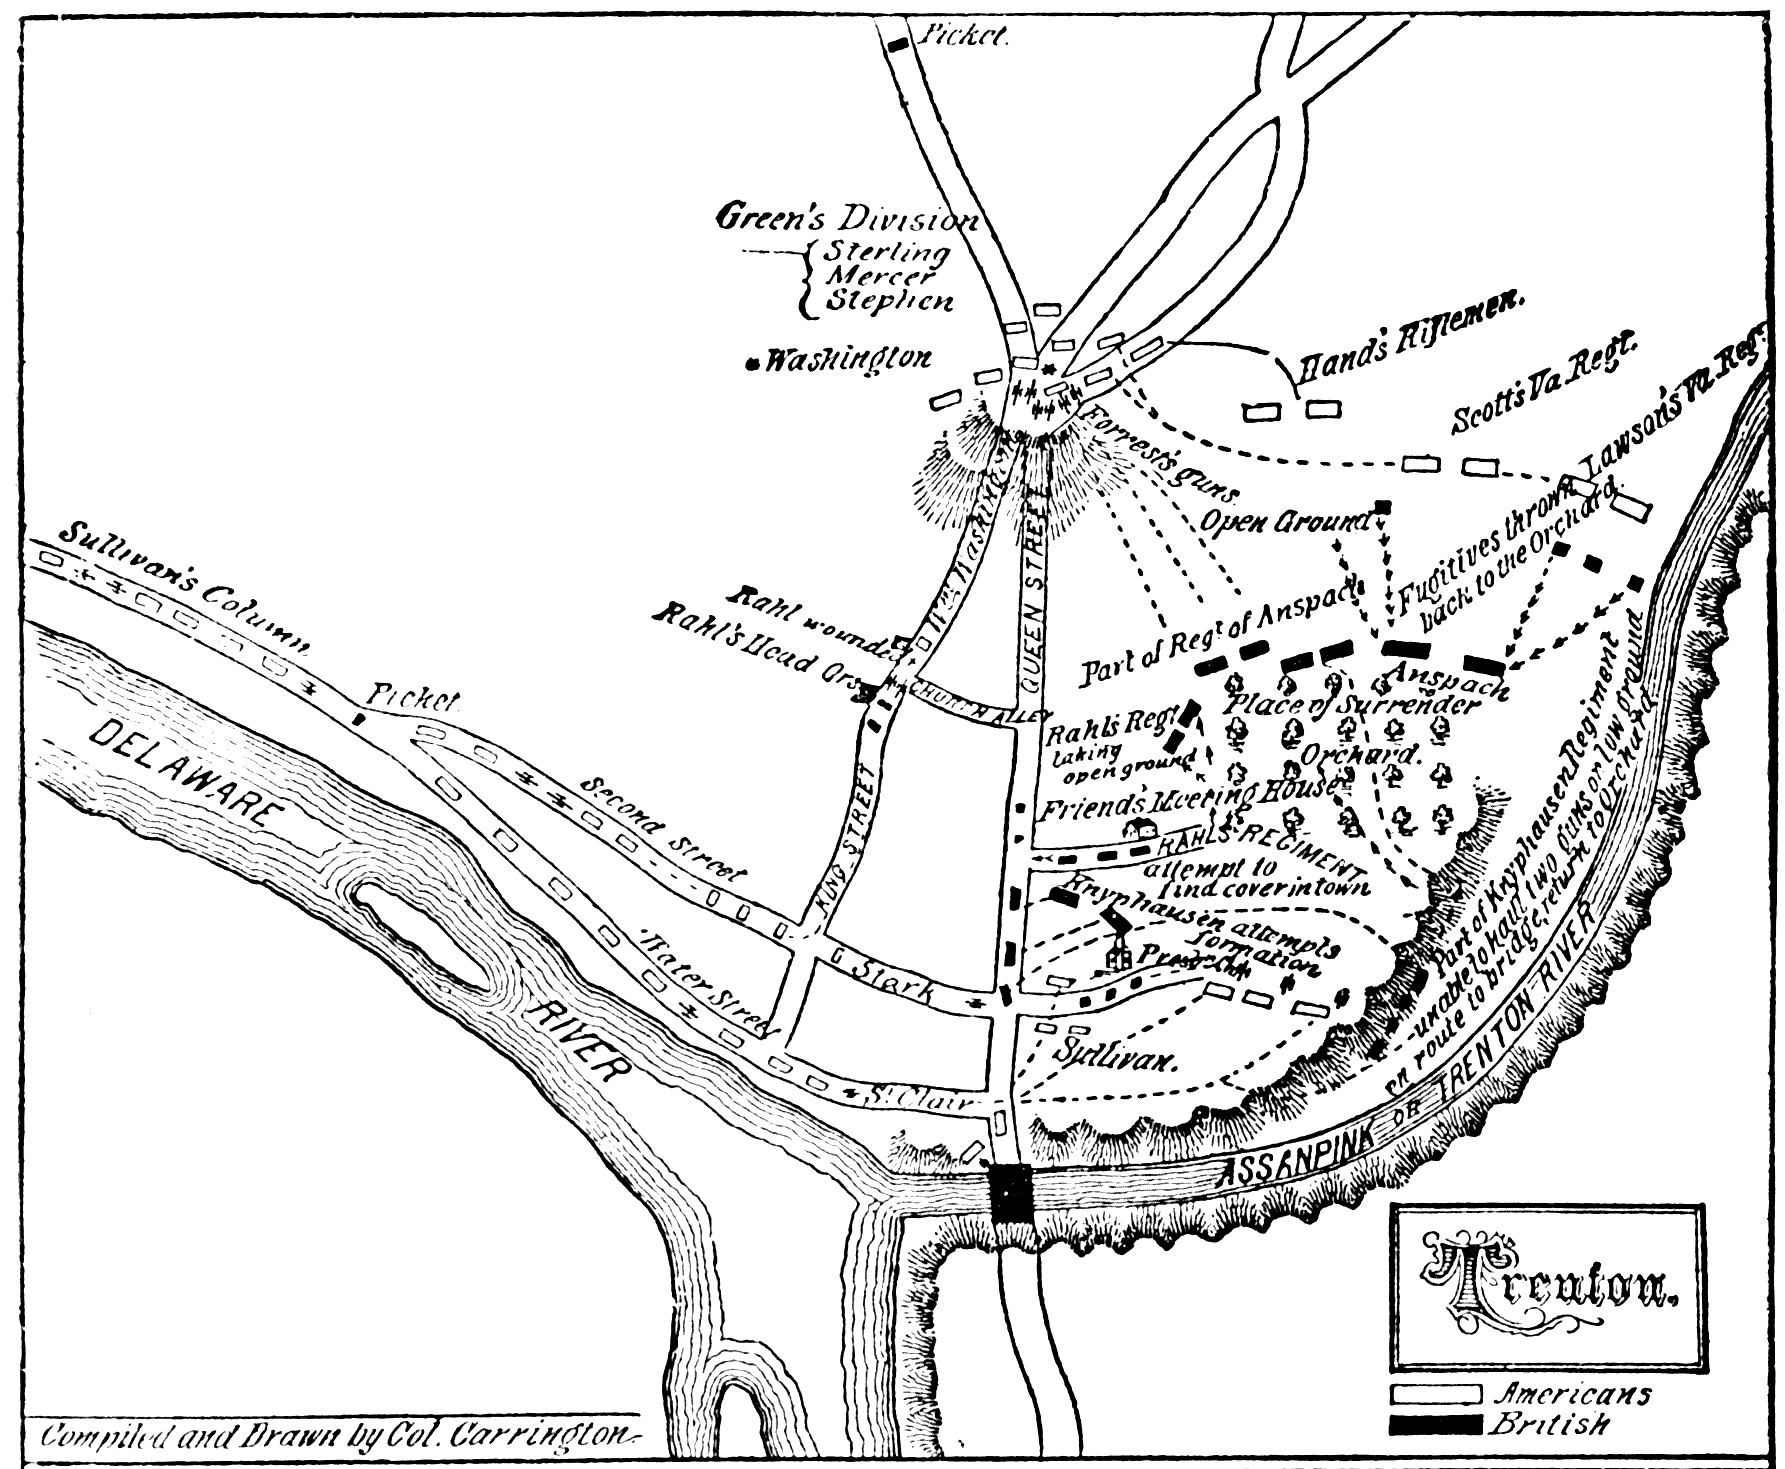 Picket.
Green's Division
Sterling
Mercer
Stephen
Washington
Hand's Riflemen.
Scott's Va Regt.
Lawson's Va Regt
Forrest's guns.
Open Ground
Fugitives thrown
back to the Orchard.
Wm. Washington
QUEEN STREET
Sullivan's Column
Rahl wounded
Rahl's Head Qrs.
CHURCH ALLEY
Part of Regt of Anspach
Anspach
Place of Surrender
Rahl's Regt
taking
open ground
Orchard.
Picket
DELAWARE
RIVER
Second Street
KING STREET
Friends Meeting House
RAHLS REGIMENT
attempt to
find cover in town
Knyphausen attempts
formation
Stark
Water Street
Sullivan.
St Clair
Part of Knyphausen Regiment
unable to haul two guns on low ground
en route to bridge, return to Orchard
ASSANPINK OR TRENTON RIVER
Trenton.
Americans
British
Compiled and Drawn by Col. Carrington.